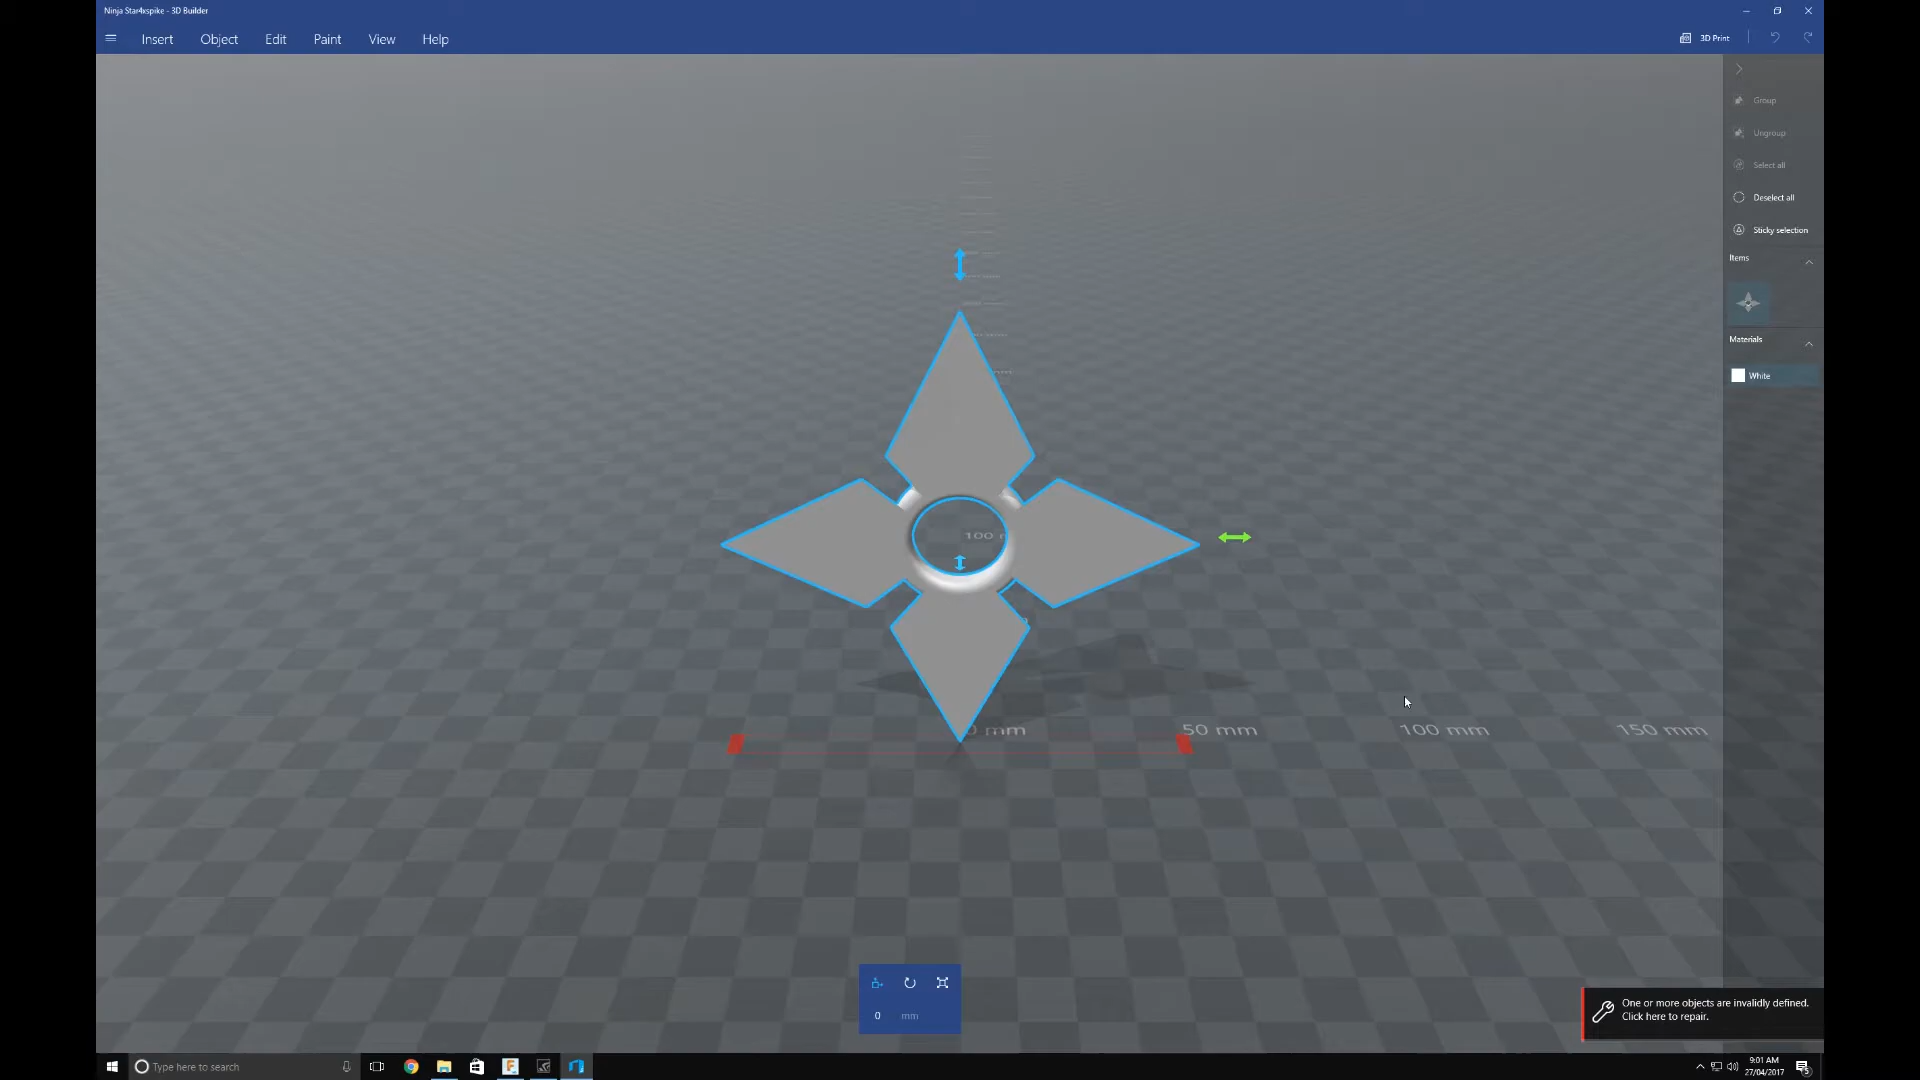 Ninja Star4xspike - 3D Builder
Insert Object Edit Paint View Help
3D Print
Group
Ungroup
Select all
Deselect all
Sticky selection
Items
Materials
White
100
mm
50 mm
100 mm
150 mm
0 mm
One or more objects are invalidly defined.
Click here to repair.
Type here to search
9:01 AM
27/04/2017